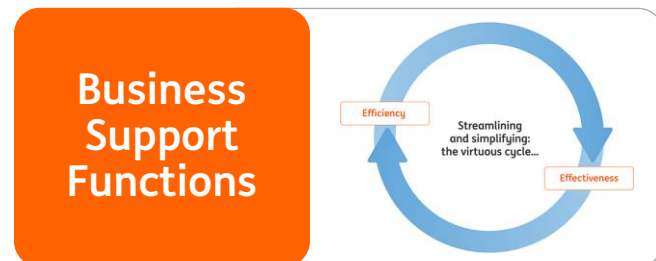 Business
Support
Functions
Efficiency
Streamlining
and simplifying:
the virtuous cycle...
Effectiveness